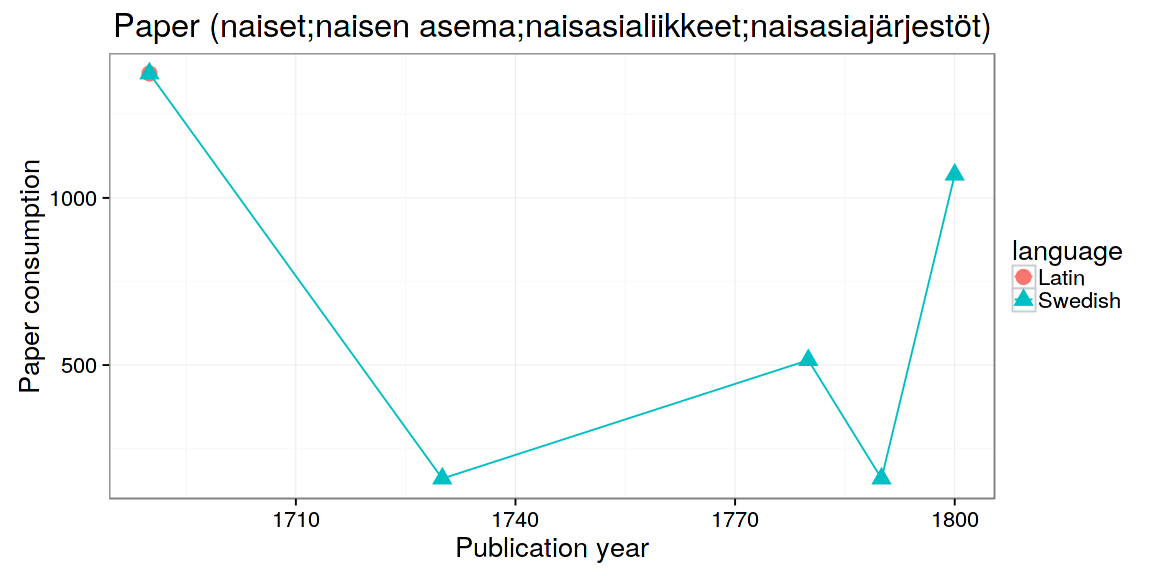 Paper (naiset;naisen asema;naisasialiikkeet;naisasiajärjestöt)
Paper consumption
1000
500
1710
1740
1770
1800
Publication year
language
Latin
Swedish